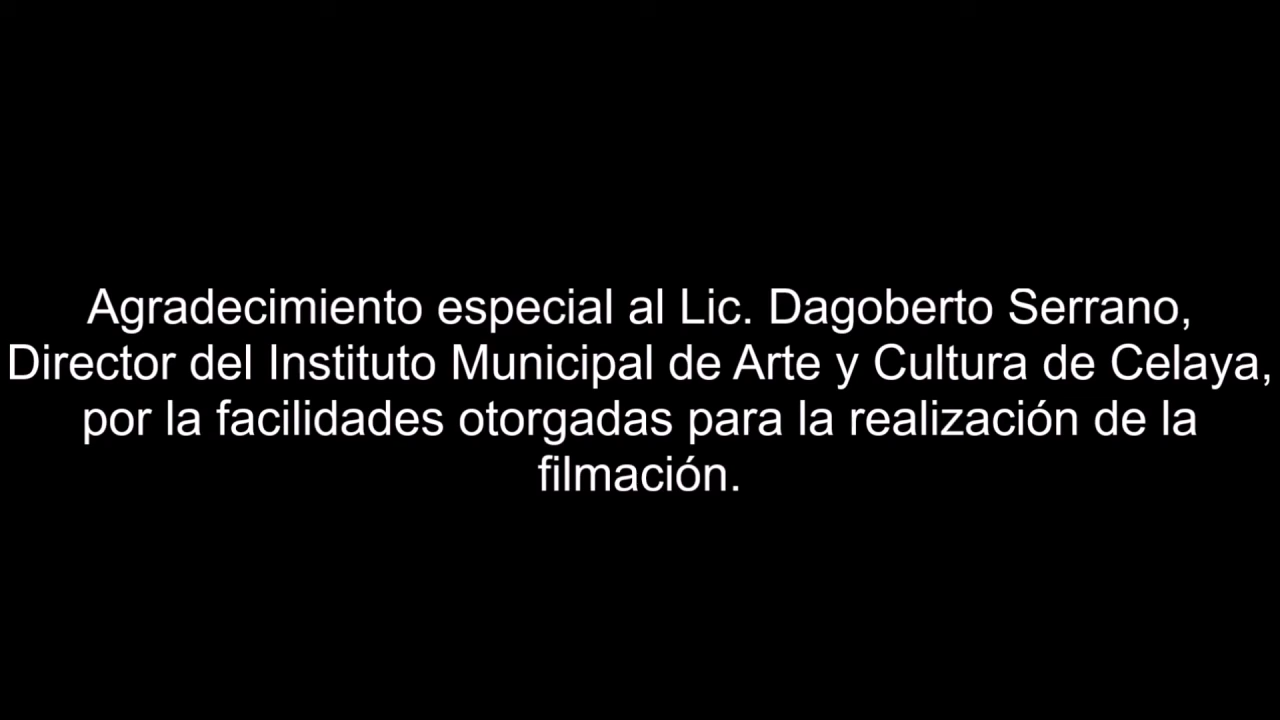 Agradecimiento especial al Lic. Dagoberto Serrano,
Director del Instituto Municipal de Arte y Cultura de Celaya,
por la facilidades otorgadas para la realización de la
filmación.